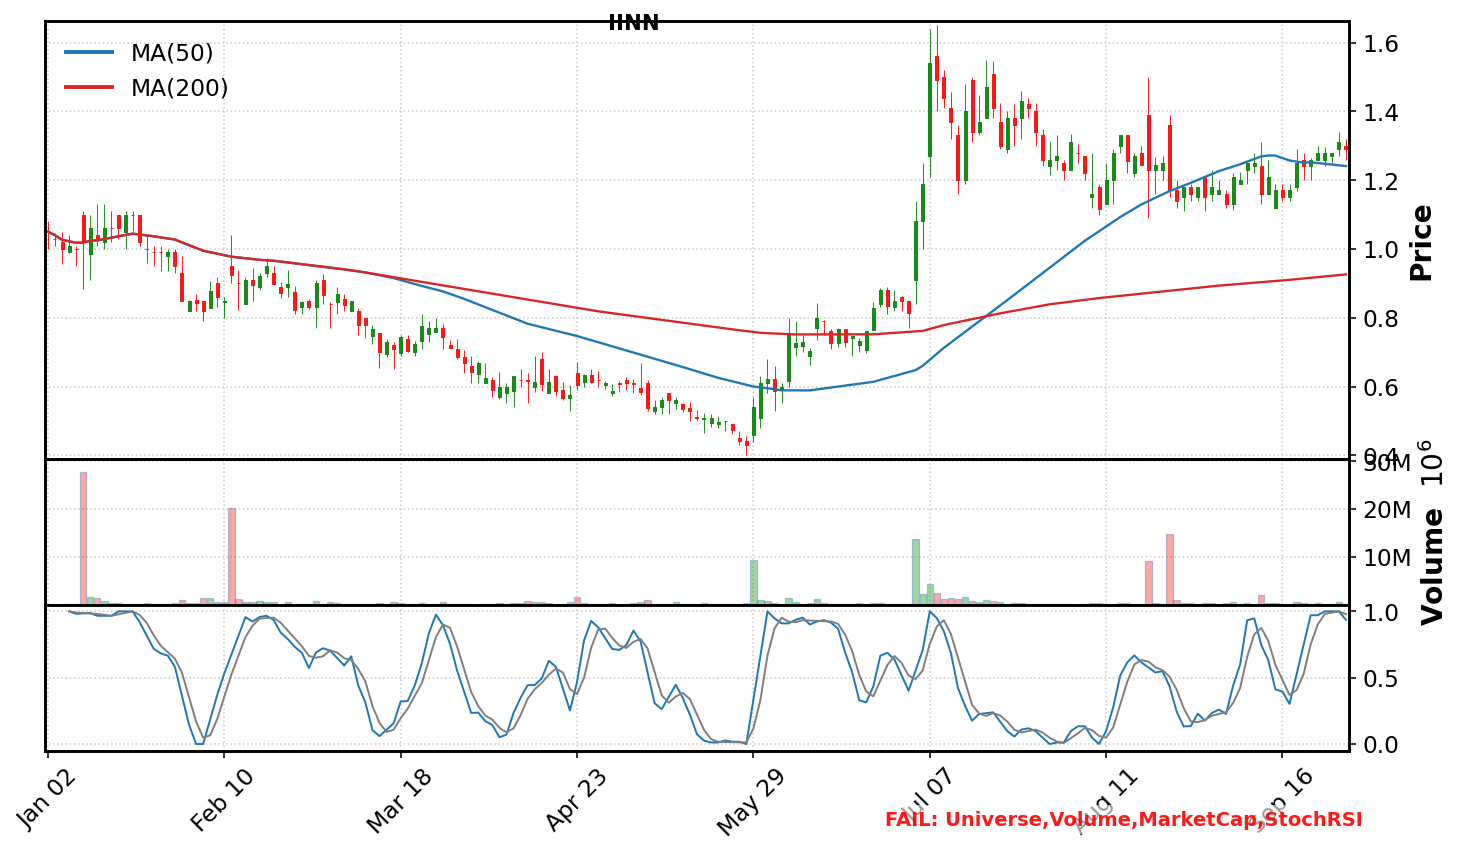 IINN
MA(50)
MA(200)
1.6
1.4
1.2
1.0
0.8
0.6
0.4
Price
30M
20M
10M
Volume 10^6
1.0
0.5
0.0
Jan 02
Feb 10
Mar 18
Apr 23
May 29
Jul 07
Aug 11
Sep 16
FAIL: Universe,Volume,MarketCap,StochRSI